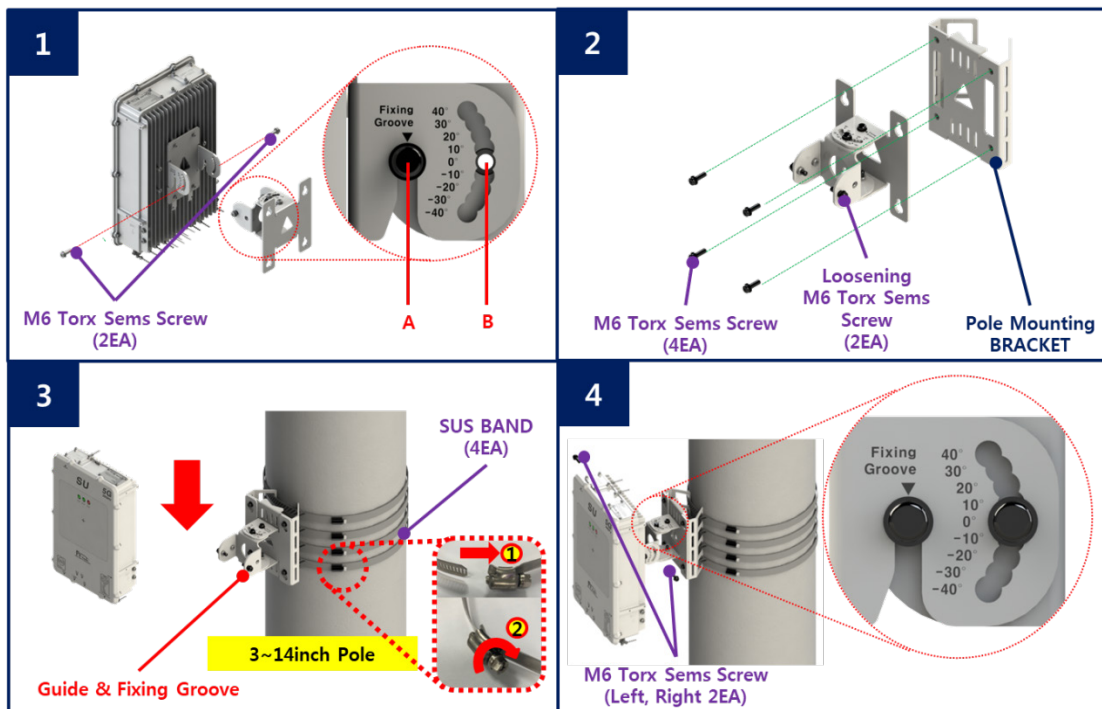 1
Fixing
Groove
40°
30°
20°
10°
0°
-10°
-20°
-30°
-40°
M6 Torx Sems Screw
(2EA)
A
B
2
M6 Torx Sems Screw
(4EA)
Loosening
M6 Torx Sems
Screw
(2EA)
Pole Mounting
BRACKET
3
SUS BAND
(4EA)
SU
1
2
3~14inch Pole
Guide & Fixing Groove
4
SU
Fixing
Groove
40°
30°
20°
10°
0°
-10°
-20°
-30°
-40°
M6 Torx Sems Screw
(Left, Right 2EA)